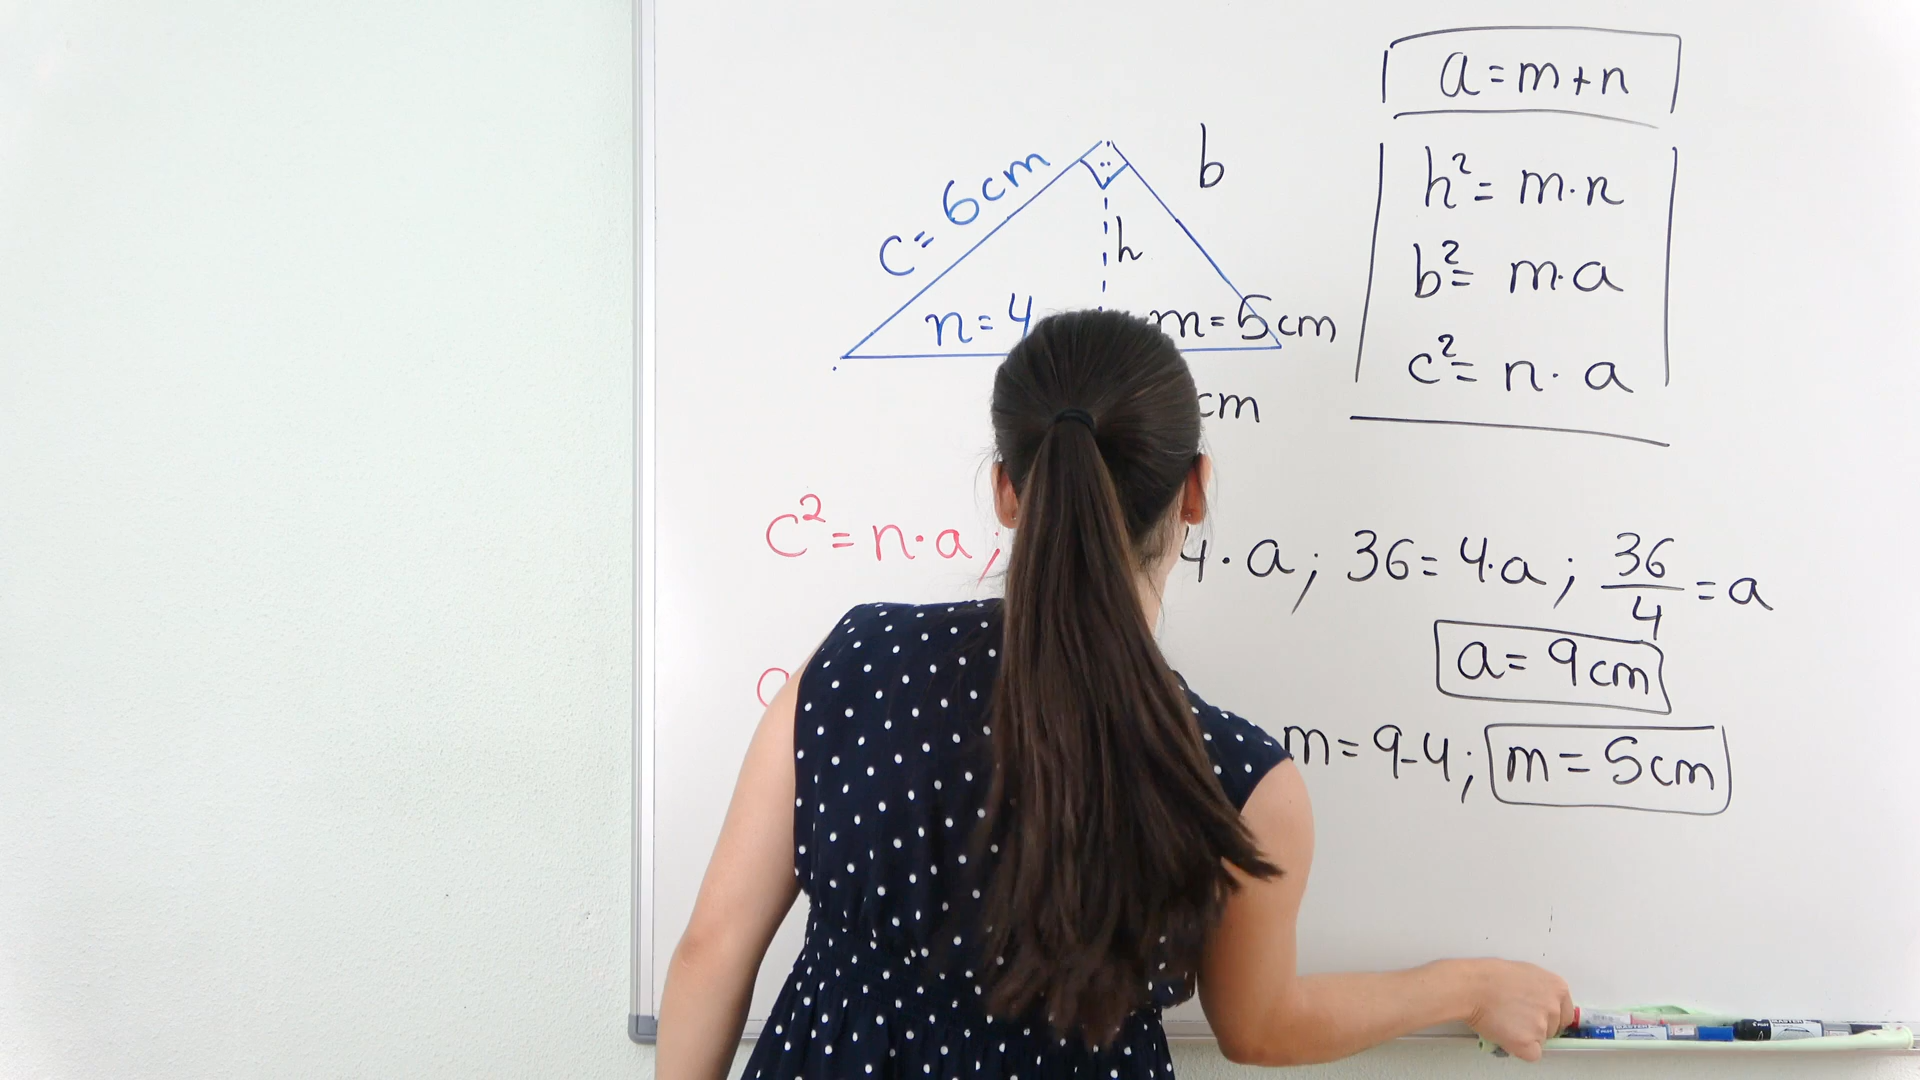 a=m+n
h²=m·n
b²=m·a
c²=n·a
c=6cm
b
h
n=4
m=5cm
cm
c²=n·a;
4·a; 36=4·a; 36/4=a
a=9cm
m=9-4; m=5cm